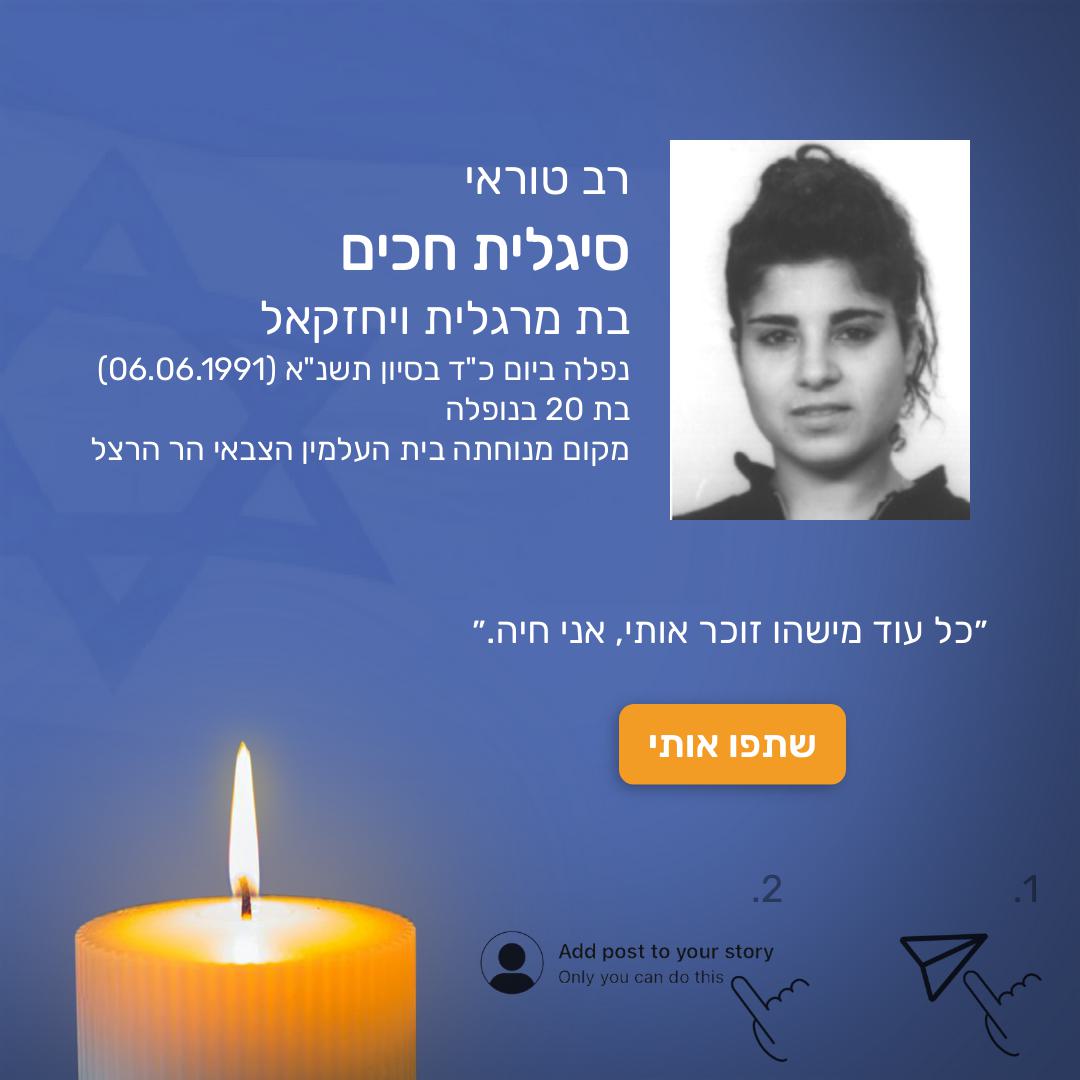 רב טוראי
סיגלית חכים
בת מרגלית ויחזקאל
נפלה ביום כ"ד בסיון תשנ"א (06.06.1991)
בת 20 בנופלה
מקום מנוחתה בית העלמין הצבאי הר הרצל
״כל עוד מישהו זוכר אותי, אני חיה.״
שתפו אותי
.1
.2
Add post to your story
Only you can do this